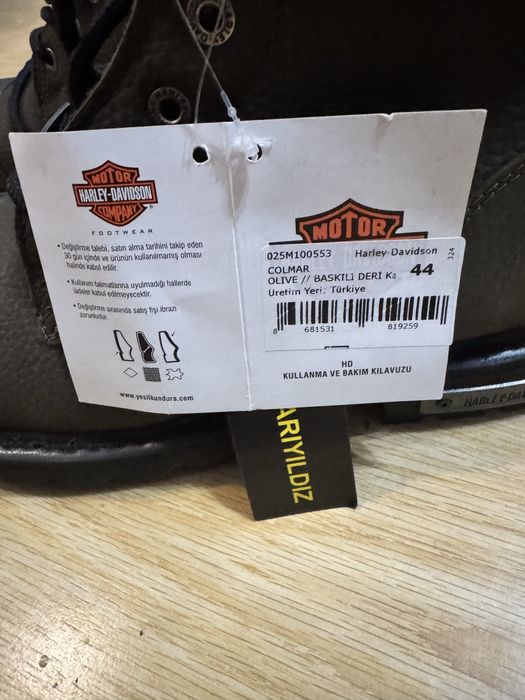 MOTOR
HARLEY-DAVIDSON
COMPANY
FOOTWEAR
• Değiştirme talebi, satın alma tarihini takip eden
30 gün içinde ve ürünün kullanılmamış olması
halinde kabul edilir.
• Kullanım talimatlarına uyulmadığı hallerde
iadeler kabul edilmeyecektir.
• Değiştirme sırasında satış fişi ibrazı
zorunludur.
www.yesilkundura.com
MOTOR
025M100553 Harley Davidson
COLMAR
OLIVE // BASKILI DERİ Ka 44
Üretim Yeri: Türkiye
324
8 681531 819259
HD
KULLANMA VE BAKIM KILAVUZU
ARIYILDIZ